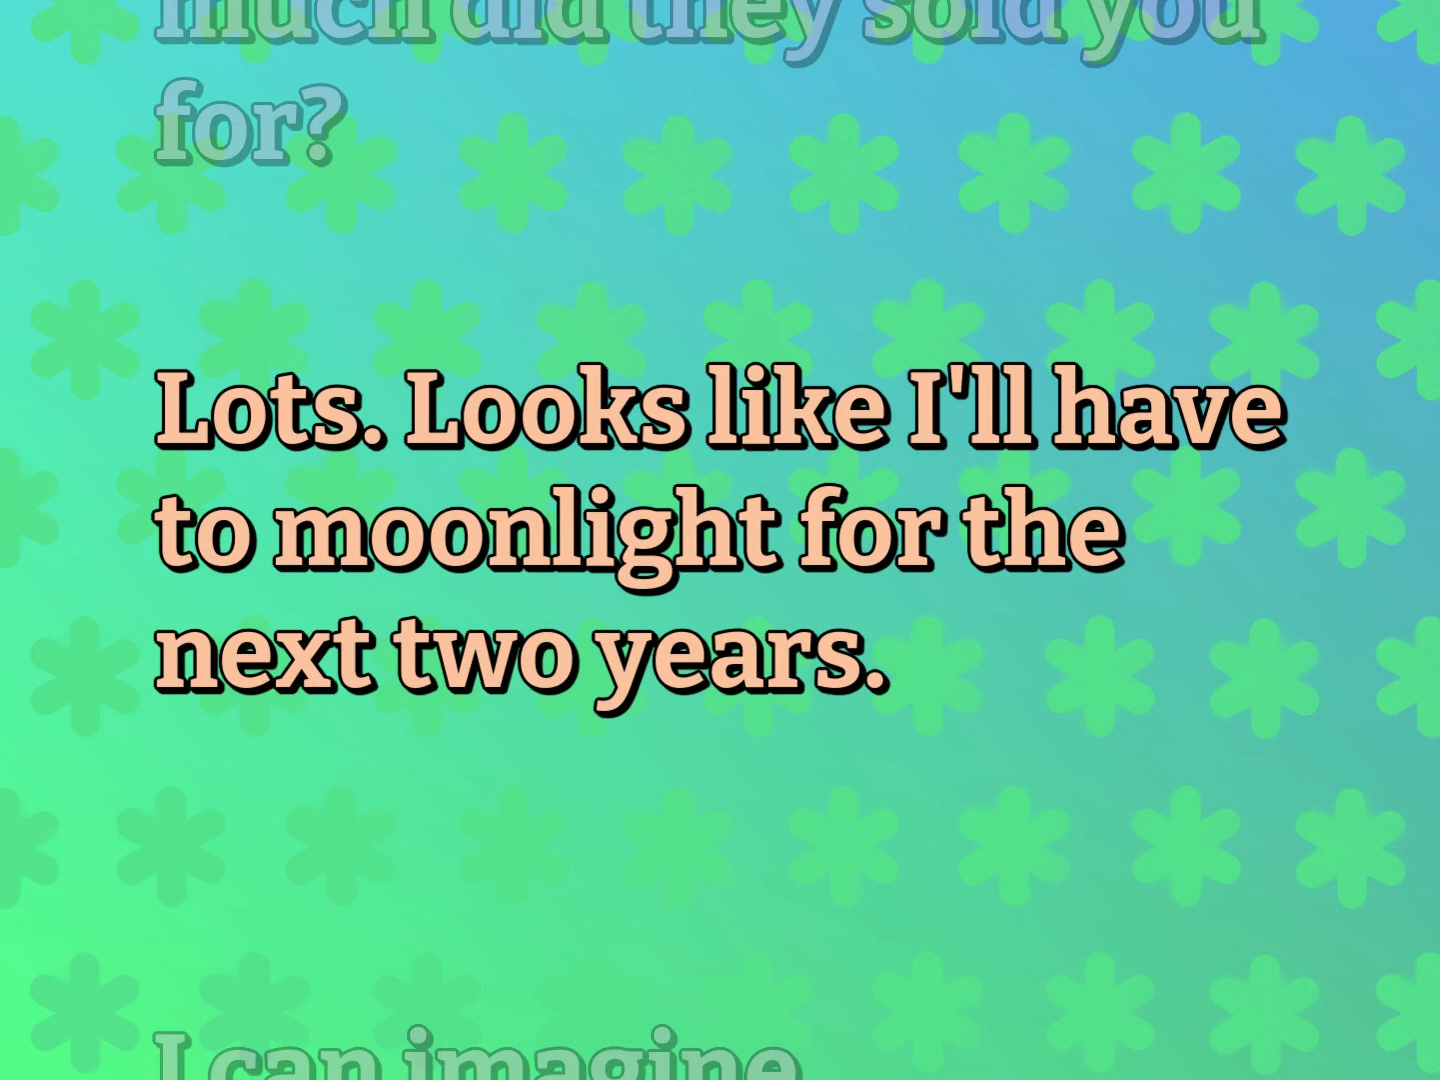 much did they sold you
for?
Lots. Looks like I'll have
to moonlight for the
next two years.
I can imagine